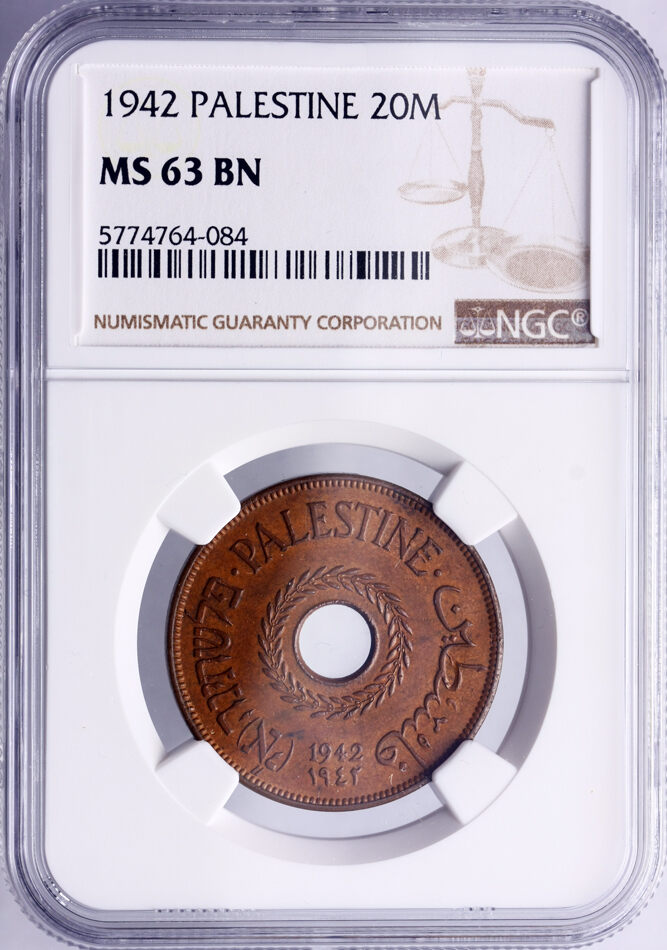 1942 PALESTINE 20M
MS 63 BN
5774764-084
NUMISMATIC GUARANTY CORPORATION
NGC®
·PALESTINE·
פלשתינה (א״י)
فلسطين
1942
١٩٤٢